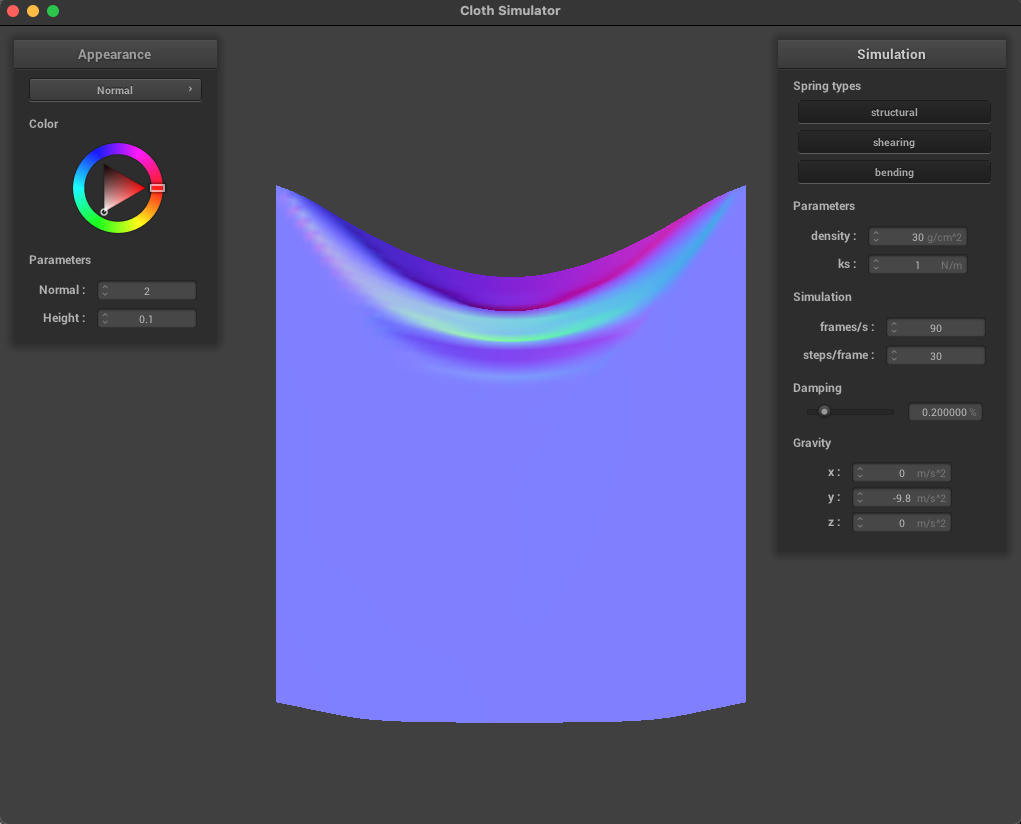 Cloth Simulator
Appearance
Normal
Color
Parameters
Normal : 2
Height : 0.1
Simulation
Spring types
structural
shearing
bending
Parameters
density : 30 g/cm^2
ks : 1 N/m
Simulation
frames/s : 90
steps/frame : 30
Damping
0.200000 %
Gravity
x : 0 m/s^2
y : -9.8 m/s^2
z : 0 m/s^2